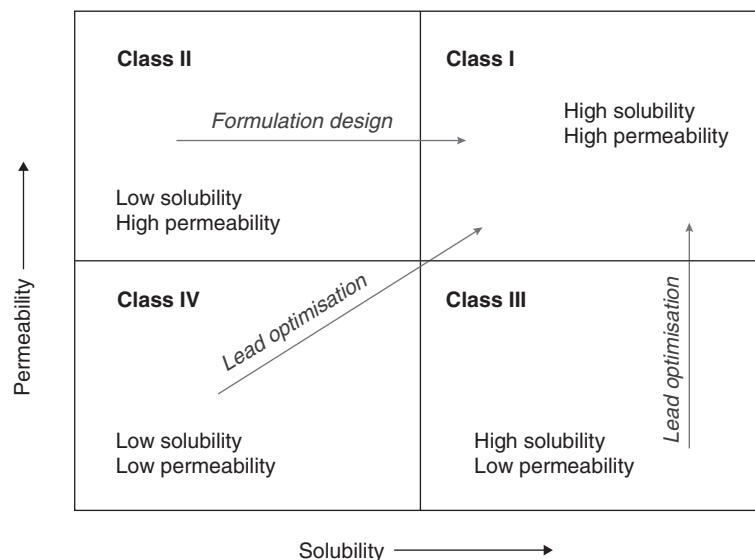 Class II
Formulation design
Low solubility
High permeability
Class I
High solubility
High permeability
Class IV
Lead optimisation
Low solubility
Low permeability
Class III
Lead optimisation
High solubility
Low permeability
Permeability
Solubility